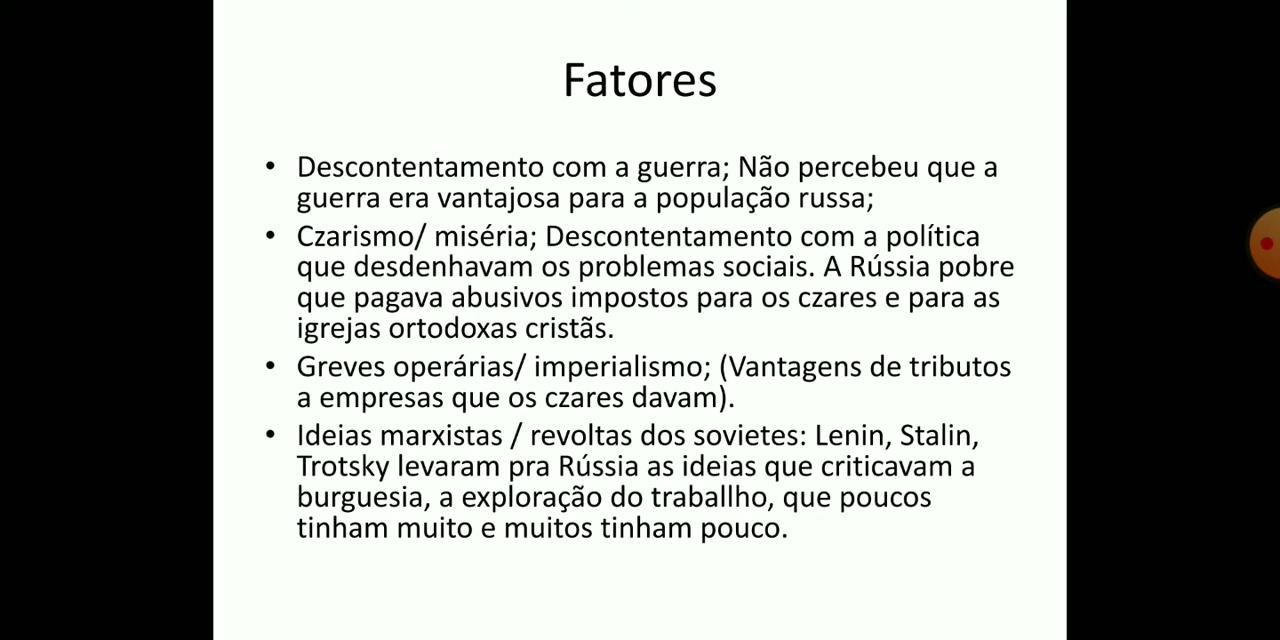 Fatores
• Descontentamento com a guerra; Não percebeu que a
guerra era vantajosa para a população russa;
• Czarismo/ miséria; Descontentamento com a política
que desdenhavam os problemas sociais. A Rússia pobre
que pagava abusivos impostos para os czares e para as
igrejas ortodoxas cristãs.
• Greves operárias/ imperialismo; (Vantagens de tributos
a empresas que os czares davam).
• Ideias marxistas / revoltas dos sovietes: Lenin, Stalin,
Trotsky levaram pra Rússia as ideias que criticavam a
burguesia, a exploração do traballho, que poucos
tinham muito e muitos tinham pouco.